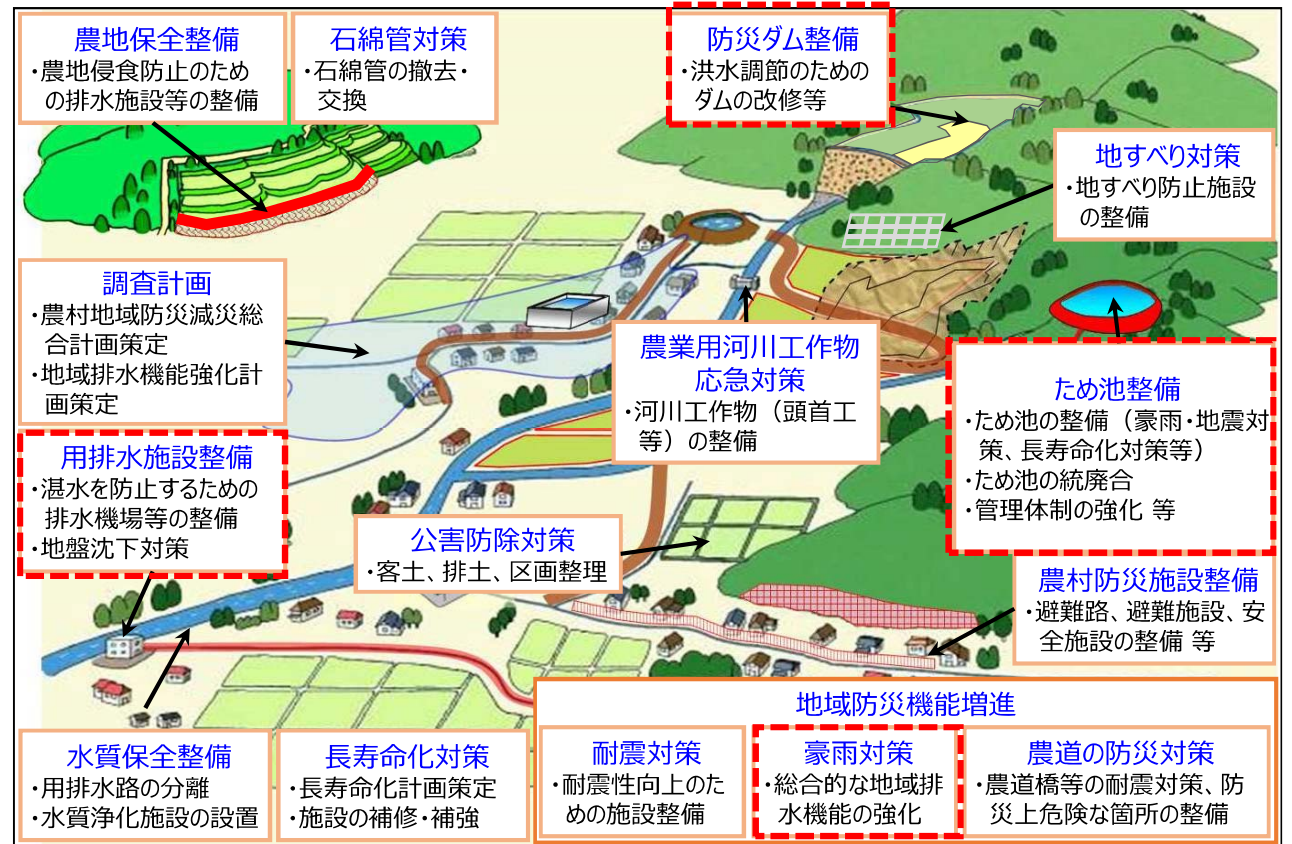 農地保全整備
・農地侵食防止のため
の排水施設等の整備
石綿管対策
・石綿管の撤去・
交換
防災ダム整備
・洪水調節のための
ダムの改修等
地すべり対策
・地すべり防止施設
の整備
調査計画
・農村地域防災減災総
合計画策定
・地域排水機能強化計
画策定
農業用河川工作物
応急対策
・河川工作物（頭首工
等）の整備
ため池整備
・ため池の整備（豪雨・地震対
策、長寿命化対策等）
・ため池の統廃合
・管理体制の強化 等
用排水施設整備
・湛水を防止するための
排水機場等の整備
・地盤沈下対策
公害防除対策
・客土、排土、区画整理
農村防災施設整備
・避難路、避難施設、安
全施設の整備 等
水質保全整備
・用排水路の分離
・水質浄化施設の設置
長寿命化対策
・長寿命化計画策定
・施設の補修・補強
地域防災機能増進
耐震対策
・耐震性向上のた
めの施設整備
豪雨対策
・総合的な地域排
水機能の強化
農道の防災対策
・農道橋等の耐震対策、防
災上危険な箇所の整備